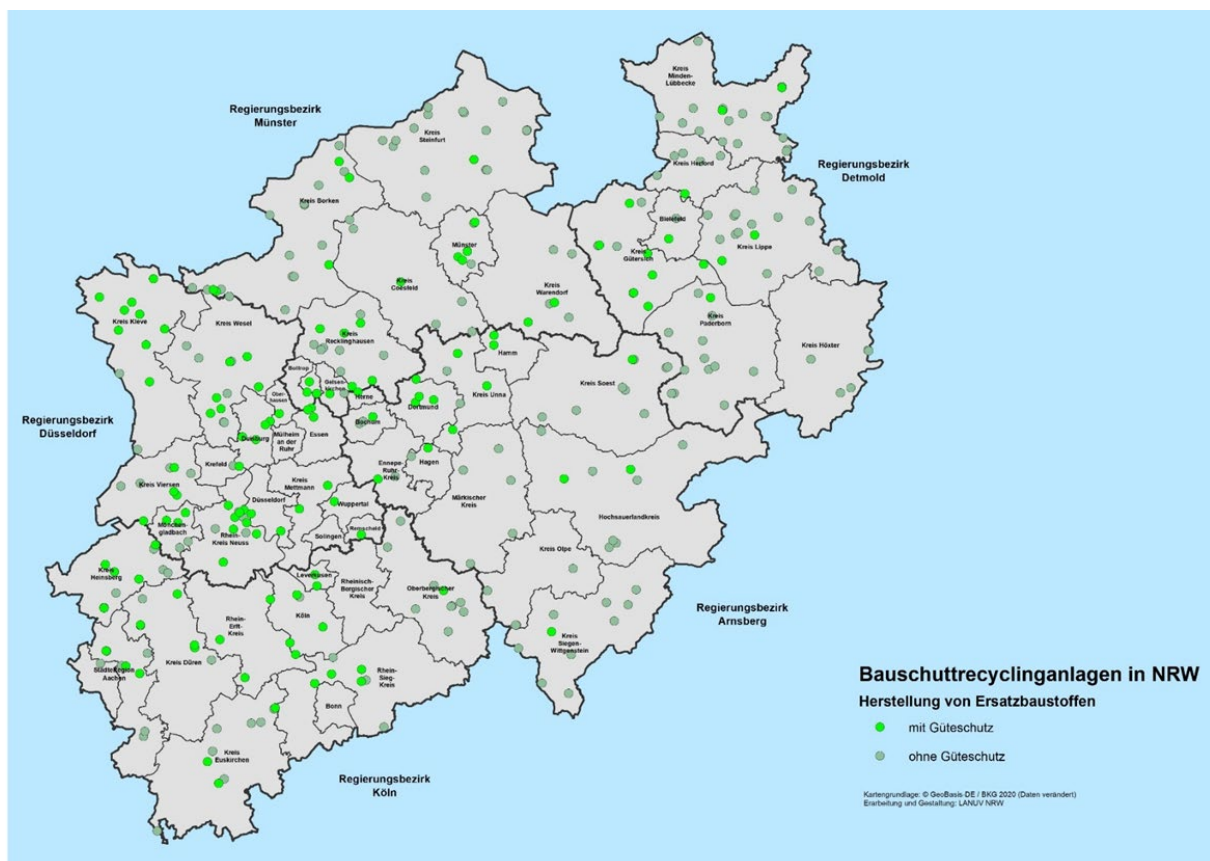 Kreis
Minden-
Lübbecke
Regierungsbezirk
Münster
Kreis
Steinfurt
Kreis Herford
Regierungsbezirk
Detmold
Kreis Borken
Bielefeld
Münster
Kreis
Gütersloh
Kreis Lippe
Kreis
Coesfeld
Kreis
Warendorf
Kreis Kleve
Kreis Wesel
Kreis
Recklinghausen
Kreis
Paderborn
Kreis Höxter
Hamm
Bottrop
Gelsen-
kirchen
Kreis Soest
Ober-
hausen
Herne
Kreis Unna
Dortmund
Regierungsbezirk
Düsseldorf
Bochum
Duisburg
Mülheim
an der
Ruhr
Essen
Krefeld
Ennepe-
Ruhr-
Kreis
Hagen
Kreis Viersen
Kreis
Mettmann
Düsseldorf
Wuppertal
Märkischer
Kreis
Hochsauerlandkreis
Mönchen-
gladbach
Rhein-
Kreis Neuss
Solingen
Remscheid
Kreis Olpe
Kreis
Heinsberg
Leverkusen
Rheinisch-
Bergischer
Kreis
Oberbergischer
Kreis
Regierungsbezirk
Arnsberg
Rhein-
Erft-
Kreis
Köln
Kreis
Siegen-
Wittgenstein
Kreis Düren
Städteregion
Aachen
Rhein-
Sieg-
Kreis
Bonn
Kreis
Euskirchen
Regierungsbezirk
Köln
Bauschuttrecyclinganlagen in NRW
Herstellung von Ersatzbaustoffen
mit Güteschutz
ohne Güteschutz
Kartengrundlage: © GeoBasis-DE / BKG 2020 (Daten verändert)
Erarbeitung und Gestaltung: LANUV NRW